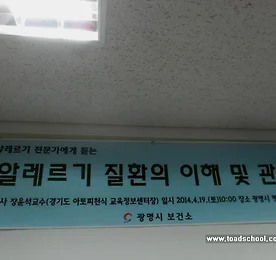 알레르기 전문가에게 듣는
알레르기 질환의 이해 및 관
사 장윤석교수(경기도 아토피천식 교육정보센터장) 일시 2014.4.19.(토)10:00 장소 광명시
광명시 보건소
www.toadschool.com